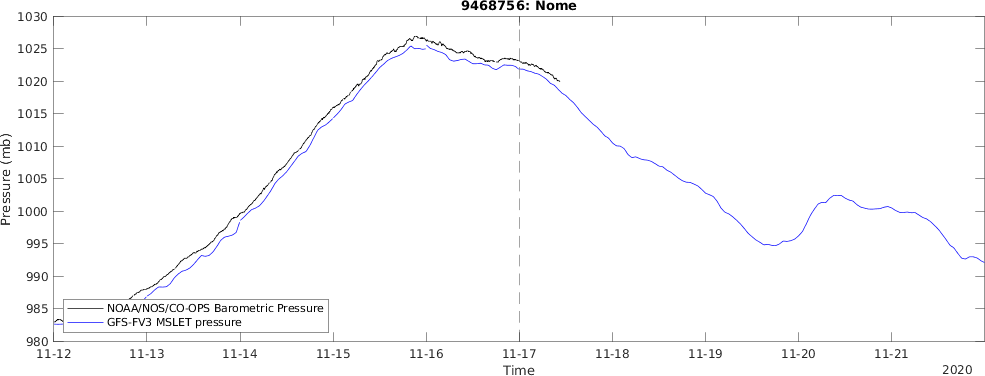 9468756: Nome
1030
1025
1020
1015
1010
1005
1000
995
990
985
980
Pressure (mb)
NOAA/NOS/CO-OPS Barometric Pressure
GFS-FV3 MSLET pressure
11-12 11-13 11-14 11-15 11-16 11-17 11-18 11-19 11-20 11-21
Time
2020